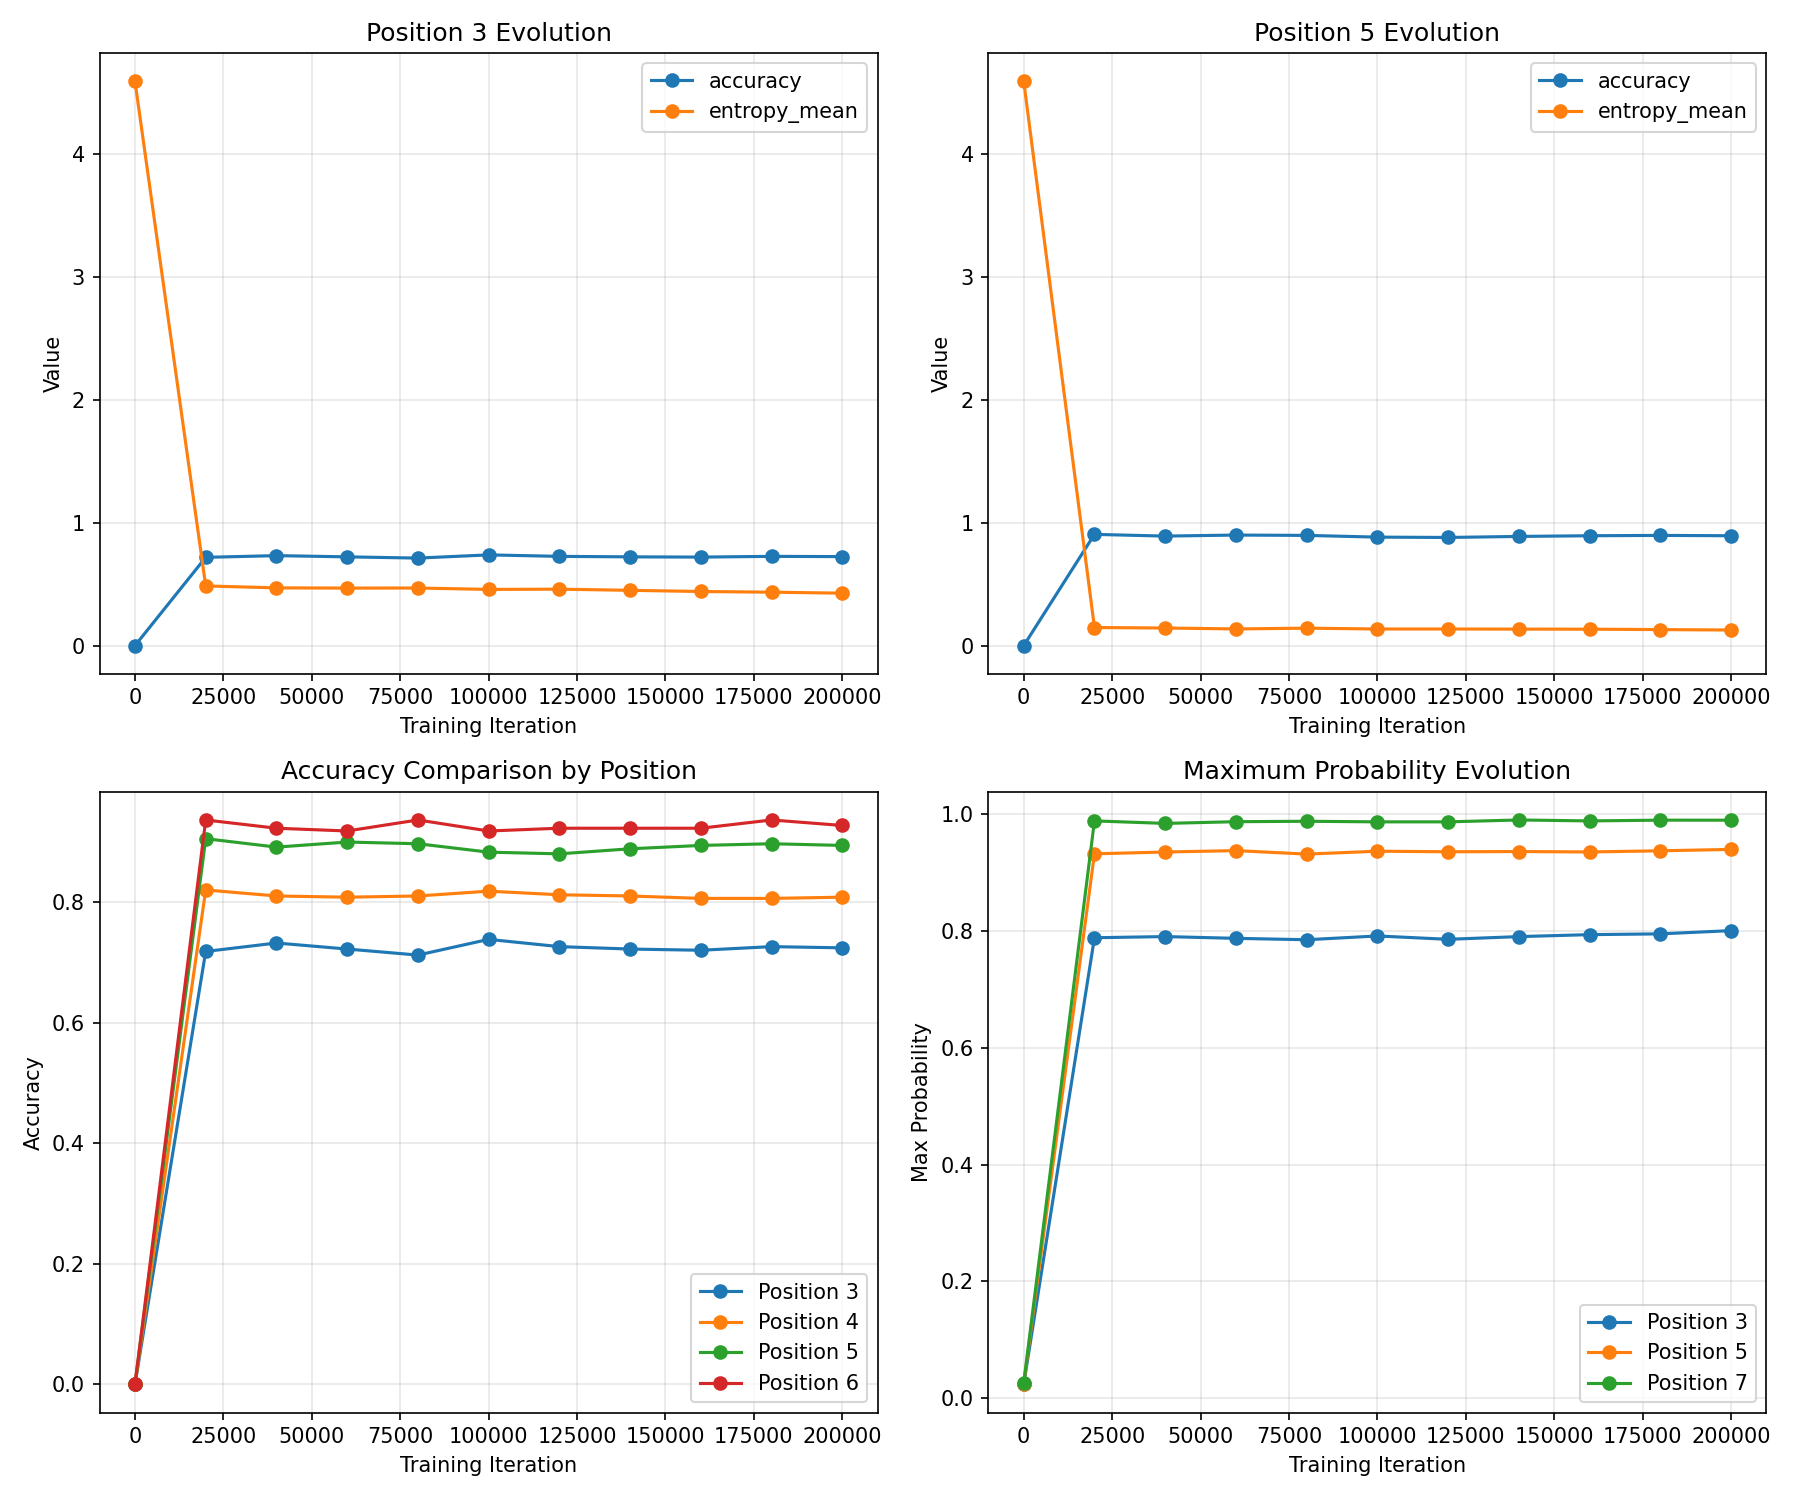 Position 3 Evolution
accuracy
entropy_mean
Value
4
3
2
1
0
0 25000 50000 75000 100000 125000 150000 175000 200000
Training Iteration
Position 5 Evolution
accuracy
entropy_mean
Value
4
3
2
1
0
0 25000 50000 75000 100000 125000 150000 175000 200000
Training Iteration
Accuracy Comparison by Position
Accuracy
0.8
0.6
0.4
0.2
0.0
Position 3
Position 4
Position 5
Position 6
0 25000 50000 75000 100000 125000 150000 175000 200000
Training Iteration
Maximum Probability Evolution
Max Probability
1.0
0.8
0.6
0.4
0.2
0.0
Position 3
Position 5
Position 7
0 25000 50000 75000 100000 125000 150000 175000 200000
Training Iteration